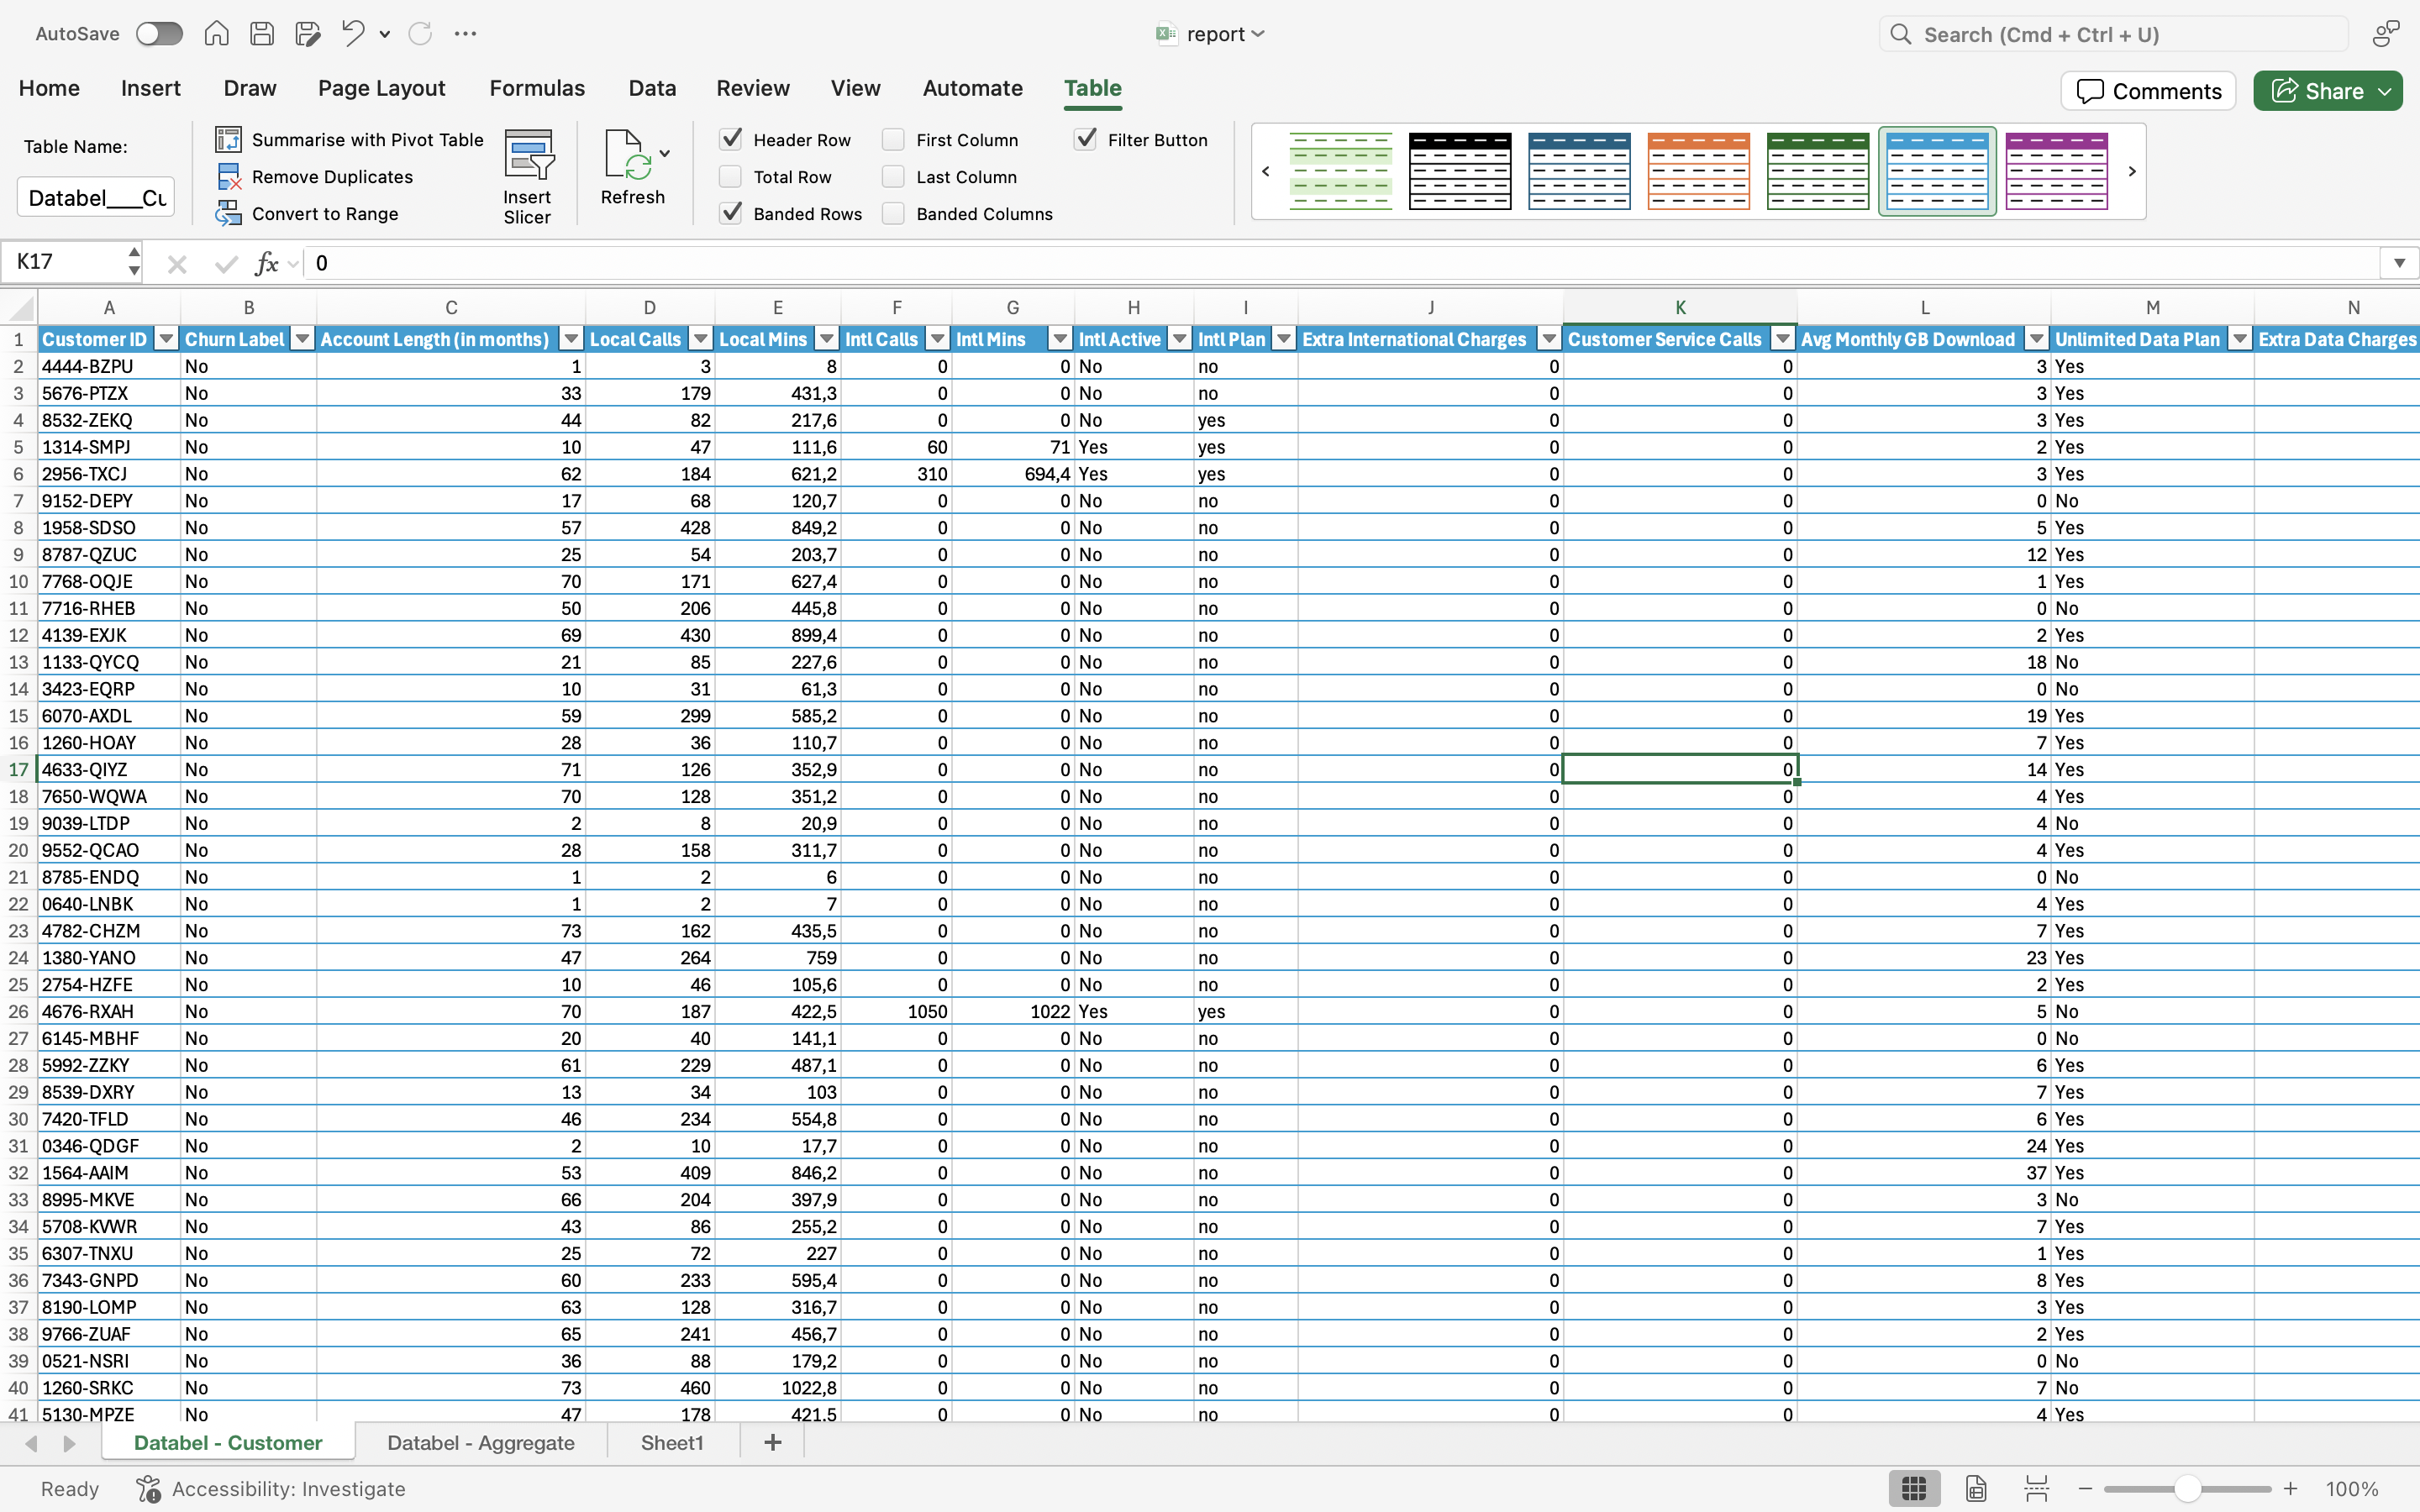 AutoSave
report
Search (Cmd + Ctrl + U)
Home Insert Draw Page Layout Formulas Data Review View Automate Table
Comments Share
Table Name:
Databel___Cu
Summarise with Pivot Table
Remove Duplicates
Convert to Range
Insert Slicer
Refresh
Header Row First Column Filter Button
Total Row Last Column
Banded Rows Banded Columns
K17 fx 0
A B C D E F G H I J K L M N
1 Customer ID Churn Label Account Length (in months) Local Calls Local Mins Intl Calls Intl Mins Intl Active Intl Plan Extra International Charges Customer Service Calls Avg Monthly GB Download Unlimited Data Plan Extra Data Charges
2 4444-BZPU No 1 3 8 0 0 No no 0 0 3 Yes
3 5676-PTZX No 33 179 431,3 0 0 No no 0 0 3 Yes
4 8532-ZEKQ No 44 82 217,6 0 0 No yes 0 0 3 Yes
5 1314-SMPJ No 10 47 111,6 60 71 Yes yes 0 0 2 Yes
6 2956-TXCJ No 62 184 621,2 310 694,4 Yes yes 0 0 3 Yes
7 9152-DEPY No 17 68 120,7 0 0 No no 0 0 0 No
8 1958-SDSO No 57 428 849,2 0 0 No no 0 0 5 Yes
9 8787-QZUC No 25 54 203,7 0 0 No no 0 0 12 Yes
10 7768-OQJE No 70 171 627,4 0 0 No no 0 0 1 Yes
11 7716-RHEB No 50 206 445,8 0 0 No no 0 0 0 No
12 4139-EXJK No 69 430 899,4 0 0 No no 0 0 2 Yes
13 1133-QYCQ No 21 85 227,6 0 0 No no 0 0 18 No
14 3423-EQRP No 10 31 61,3 0 0 No no 0 0 0 No
15 6070-AXDL No 59 299 585,2 0 0 No no 0 0 19 Yes
16 1260-HOAY No 28 36 110,7 0 0 No no 0 0 7 Yes
17 4633-QIYZ No 71 126 352,9 0 0 No no 0 0 14 Yes
18 7650-WQWA No 70 128 351,2 0 0 No no 0 0 4 Yes
19 9039-LTDP No 2 8 20,9 0 0 No no 0 0 4 No
20 9552-QCAO No 28 158 311,7 0 0 No no 0 0 4 Yes
21 8785-ENDQ No 1 2 6 0 0 No no 0 0 0 No
22 0640-LNBK No 1 2 7 0 0 No no 0 0 4 Yes
23 4782-CHZM No 73 162 435,5 0 0 No no 0 0 7 Yes
24 1380-YANO No 47 264 759 0 0 No no 0 0 23 Yes
25 2754-HZFE No 10 46 105,6 0 0 No no 0 0 2 Yes
26 4676-RXAH No 70 187 422,5 1050 1022 Yes yes 0 0 5 No
27 6145-MBHF No 20 40 141,1 0 0 No no 0 0 0 No
28 5992-ZZKY No 61 229 487,1 0 0 No no 0 0 6 Yes
29 8539-DXRY No 13 34 103 0 0 No no 0 0 7 Yes
30 7420-TFLD No 46 234 554,8 0 0 No no 0 0 6 Yes
31 0346-QDGF No 2 10 17,7 0 0 No no 0 0 24 Yes
32 1564-AAIM No 53 409 846,2 0 0 No no 0 0 37 Yes
33 8995-MKVE No 66 204 397,9 0 0 No no 0 0 3 No
34 5708-KVWR No 43 86 255,2 0 0 No no 0 0 7 Yes
35 6307-TNXU No 25 72 227 0 0 No no 0 0 1 Yes
36 7343-GNPD No 60 233 595,4 0 0 No no 0 0 8 Yes
37 8190-LOMP No 63 128 316,7 0 0 No no 0 0 3 Yes
38 9766-ZUAF No 65 241 456,7 0 0 No no 0 0 2 Yes
39 0521-NSRI No 36 88 179,2 0 0 No no 0 0 0 No
40 1260-SRKC No 73 460 1022,8 0 0 No no 0 0 7 No
41 5130-MPZE No 47 178 421,5 0 0 No no 0 0 4 Yes
Databel - Customer Databel - Aggregate Sheet1
Ready Accessibility: Investigate 100%